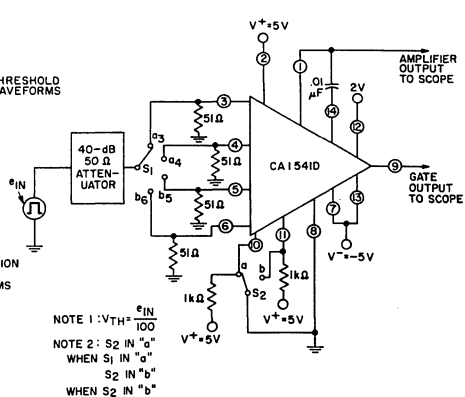 V+=5V
2
1
AMPLIFIER
OUTPUT
TO SCOPE
HRESHOLD
AVEFORMS
.01
μF
14
2V
12
3
51Ω
a3
40-dB
50 Ω
ATTEN-
UATOR
S1
a4
4
51Ω
CA1541D
9
GATE
OUTPUT
TO SCOPE
eIN
b6
b5
5
51Ω
7
13
6
V-=-5V
51Ω
10
11
8
ION
MS
a
b
1kΩ
S2
1kΩ
V+=5V
V+=5V
NOTE 1: VTH = eIN
100
NOTE 2: S2 IN "a"
WHEN S1 IN "a"
S2 IN "b"
WHEN S2 IN "b"